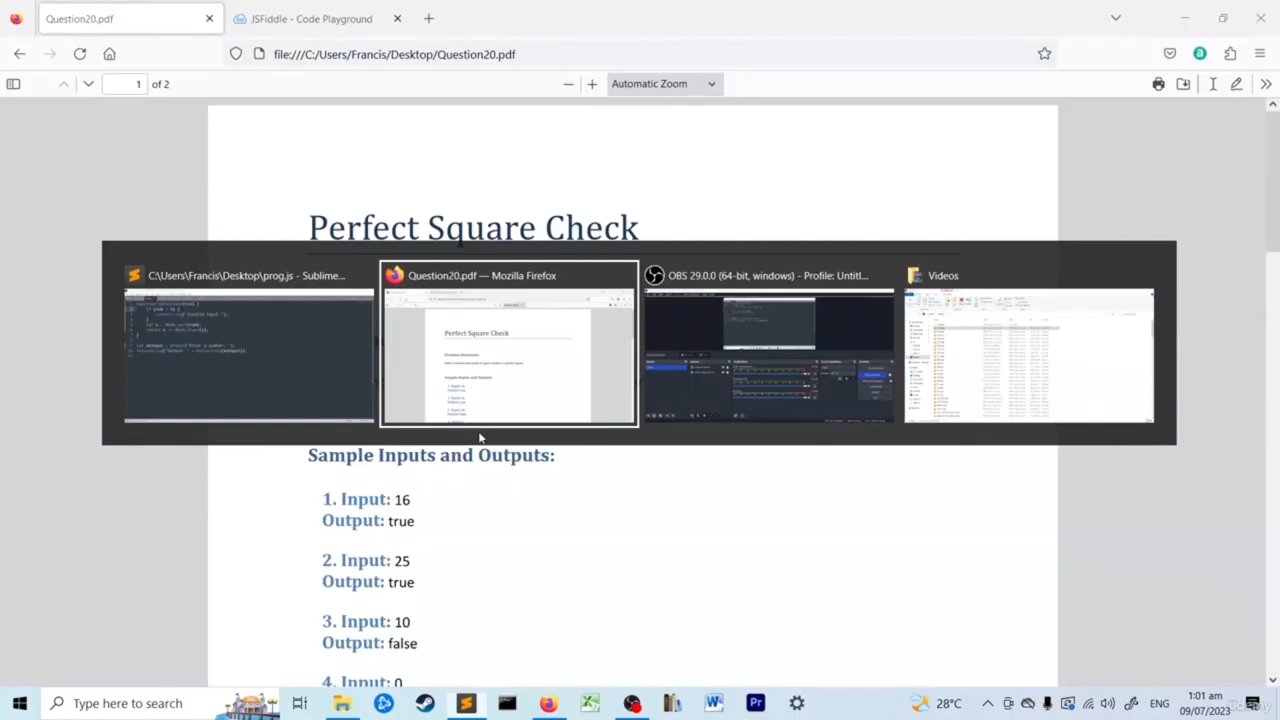 Question20.pdf
JSFiddle - Code Playground
file:///C:/Users/Francis/Desktop/Question20.pdf
1 of 2
Automatic Zoom
Perfect Square Check
C:\Users\Francis\Desktop\prog.js - Sublime...
Question20.pdf — Mozilla Firefox
OBS 29.0.0 (64-bit, windows) - Profile: Untitl...
Videos
Perfect Square Check
Sample Inputs and Outputs:
1. Input: 16
Output: true
2. Input: 25
Output: true
3. Input: 10
Output: false
4. Input: 0
Type here to search
28°C
ENG
1:01 am
09/07/2023
Udemy